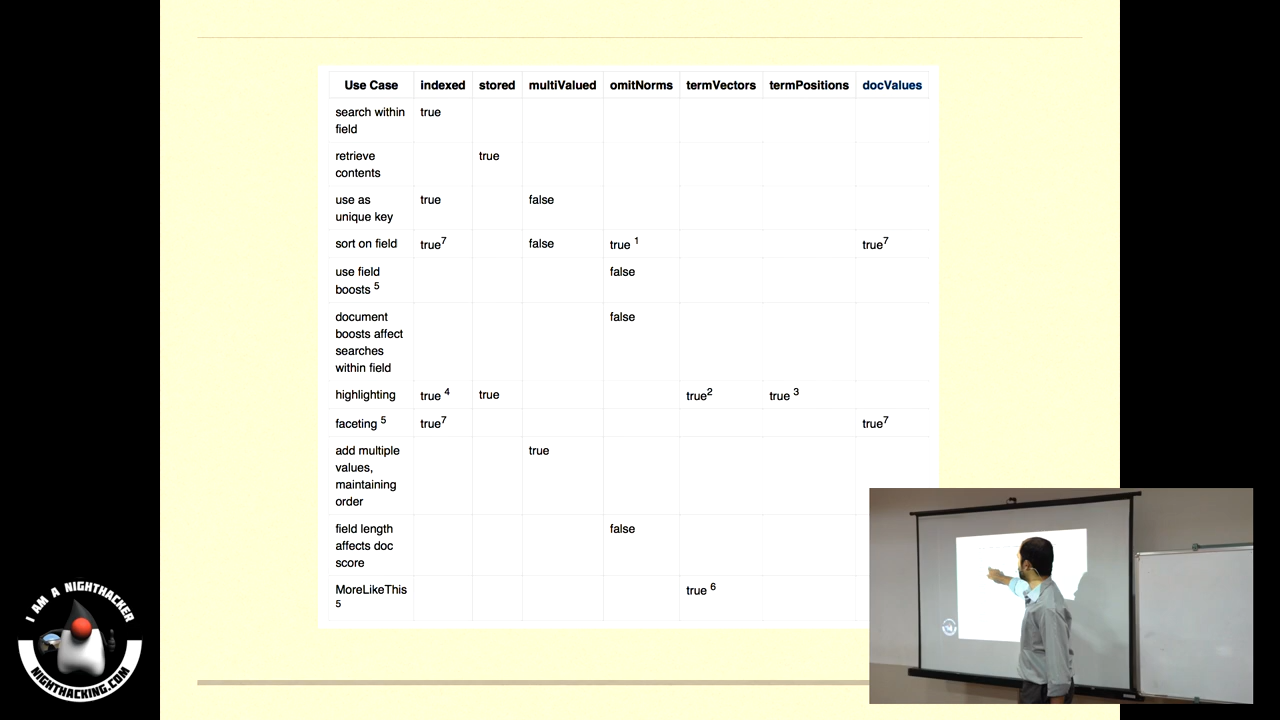 Use Case indexed stored multiValued omitNorms termVectors termPositions docValues
search within true
field
retrieve true
contents
use as true false
unique key
sort on field true7 false true 1 true7
use field false
boosts 5
document false
boosts affect
searches
within field
highlighting true 4 true true2 true 3
faceting 5 true7 true7
add multiple true
values,
maintaining
order
field length false
affects doc
score
MoreLikeThis true 6
5
I AM A NIGHTHACKER
NIGHTHACKING.COM